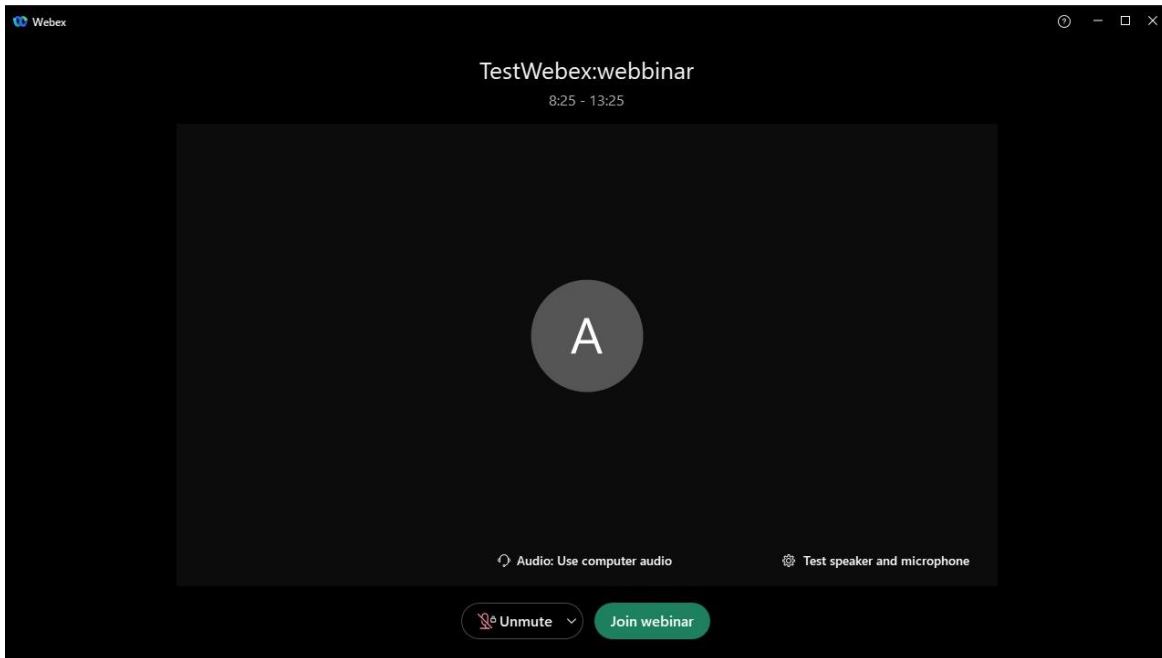 Webex
TestWebex:webbinar
8:25 - 13:25
A
Audio: Use computer audio
Test speaker and microphone
Unmute
Join webinar